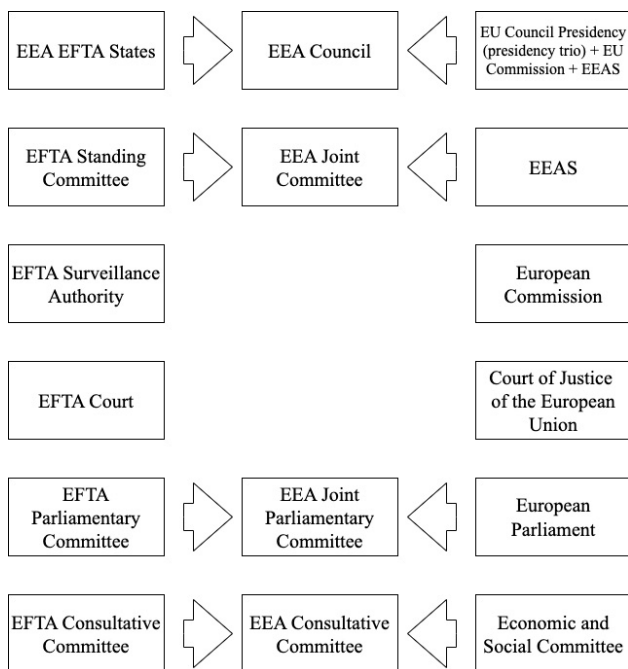 EEA EFTA States
EEA Council
EU Council Presidency
(presidency trio) + EU
Commission + EEAS
EFTA Standing
Committee
EEA Joint
Committee
EEAS
EFTA Surveillance
Authority
European
Commission
EFTA Court
Court of Justice
of the European
Union
EFTA
Parliamentary
Committee
EEA Joint
Parliamentary
Committee
European
Parliament
EFTA Consultative
Committee
EEA Consultative
Committee
Economic and
Social Committee